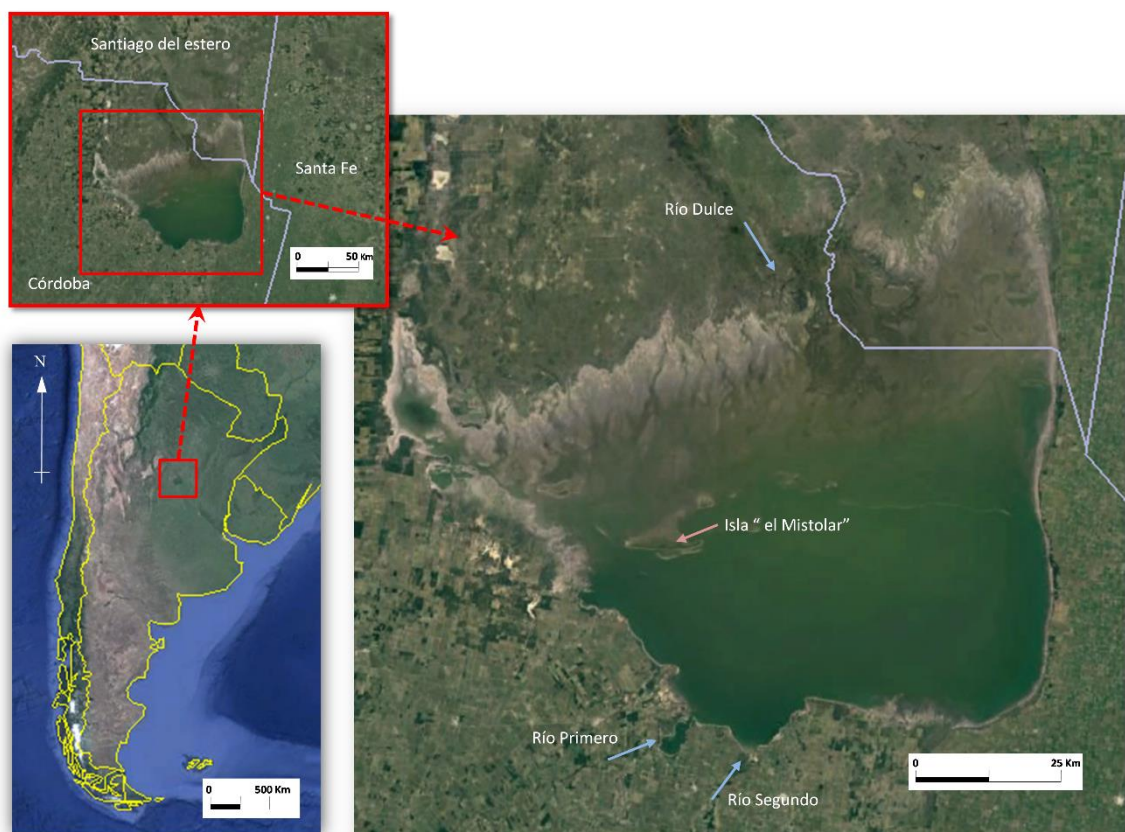 Santiago del estero
Santa Fe
0 50 Km
Córdoba
N
0 500 Km
Río Dulce
Isla “ el Mistolar”
Río Primero
Río Segundo
0 25 Km